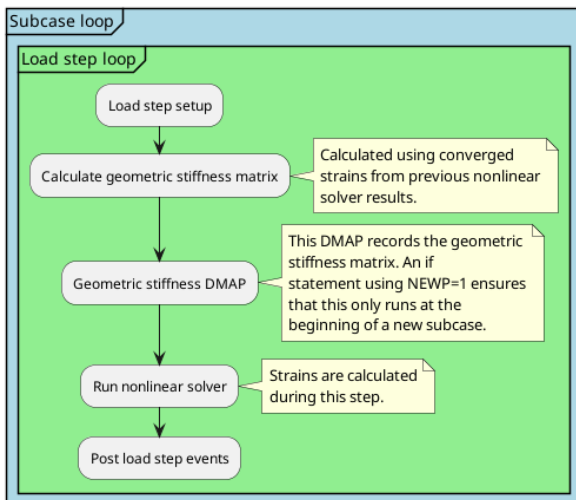 Subcase loop
Load step loop
Load step setup
Calculate geometric stiffness matrix
Calculated using converged
strains from previous nonlinear
solver results.
Geometric stiffness DMAP
This DMAP records the geometric
stiffness matrix. An if
statement using NEWP=1 ensures
that this only runs at the
beginning of a new subcase.
Run nonlinear solver
Strains are calculated
during this step.
Post load step events